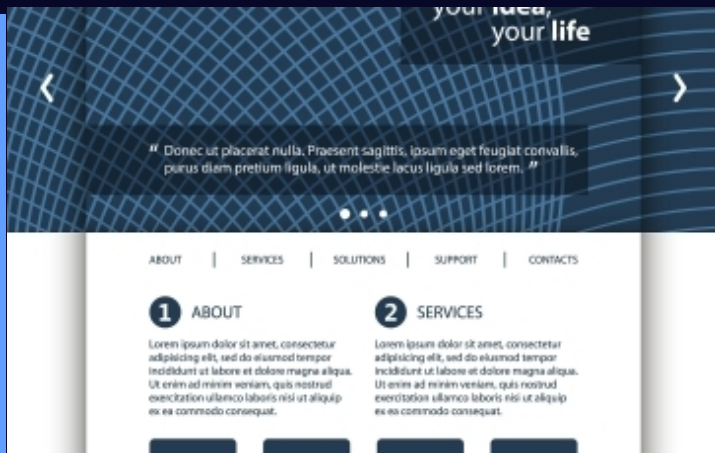 your idea,
your life
“ Donec ut placerat nulla. Praesent sagittis, ipsum eget feugiat convallis,
purus diam pretium ligula, ut molestie lacus ligula sed lorem. ”
ABOUT | SERVICES | SOLUTIONS | SUPPORT | CONTACTS
1 ABOUT
Lorem ipsum dolor sit amet, consectetur
adipisicing elit, sed do eiusmod tempor
incididunt ut labore et dolore magna aliqua.
Ut enim ad minim veniam, quis nostrud
exercitation ullamco laboris nisi ut aliquip
ex ea commodo consequat.
2 SERVICES
Lorem ipsum dolor sit amet, consectetur
adipisicing elit, sed do eiusmod tempor
incididunt ut labore et dolore magna aliqua.
Ut enim ad minim veniam, quis nostrud
exercitation ullamco laboris nisi ut aliquip
ex ea commodo consequat.